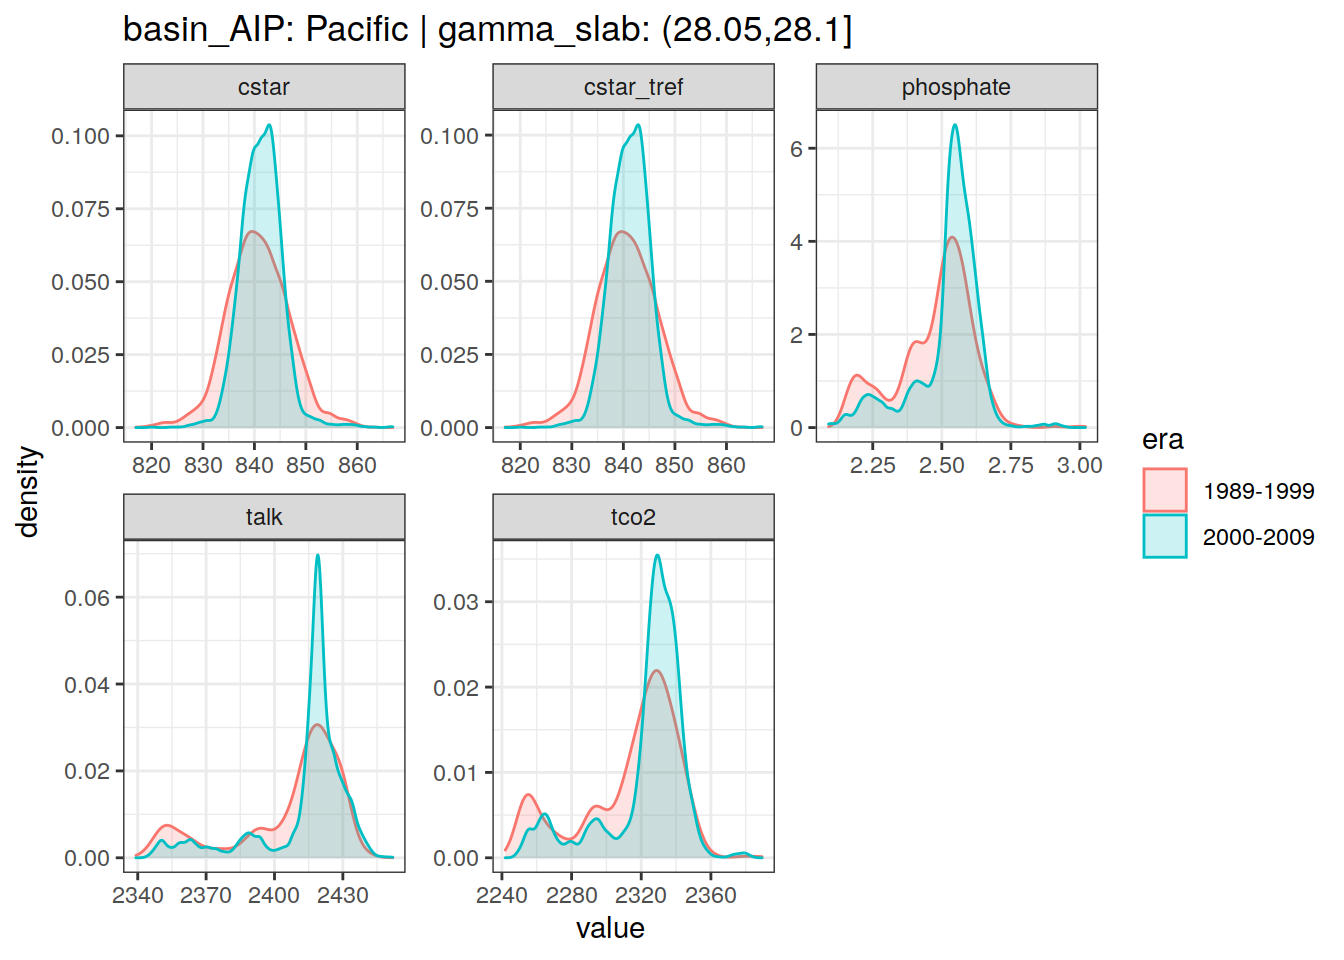 basin_AIP: Pacific | gamma_slab: (28.05,28.1]
cstar
cstar_tref
phosphate
0.100
0.075
0.050
0.025
0.000
820 830 840 850 860
0.100
0.075
0.050
0.025
0.000
820 830 840 850 860
6
4
2
0
2.25 2.50 2.75 3.00
density
talk
tco2
0.06
0.04
0.02
0.00
2340 2370 2400 2430
0.03
0.02
0.01
0.00
2240 2280 2320 2360
value
era
1989-1999
2000-2009